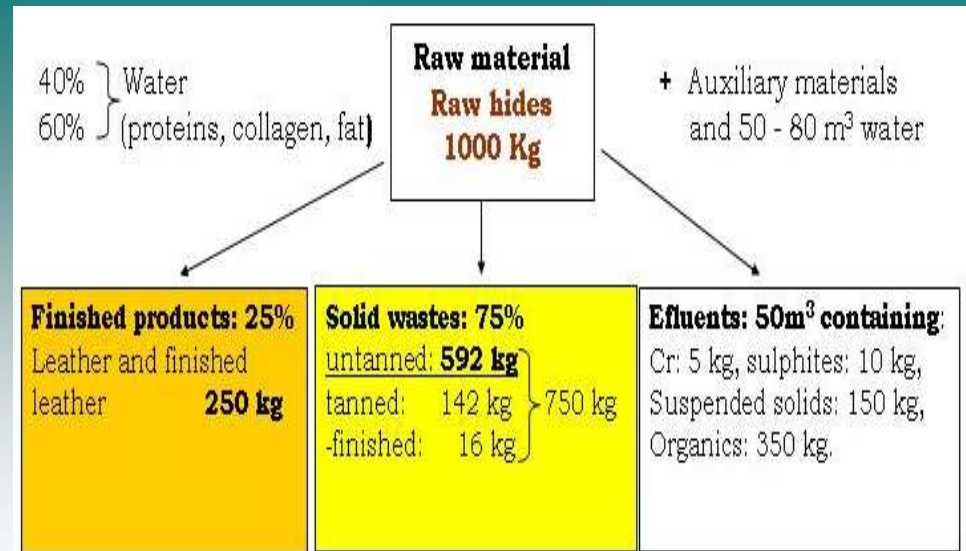 40% } Water
60% (proteins, collagen, fat)
Raw material
Raw hides
1000 Kg
+ Auxiliary materials
and 50 - 80 m³ water
Finished products: 25%
Leather and finished
leather 250 kg
Solid wastes: 75%
untanned: 592 kg
tanned: 142 kg } 750 kg
-finished: 16 kg
Efluents: 50m³ containing:
Cr: 5 kg, sulphites: 10 kg,
Suspended solids: 150 kg,
Organics: 350 kg.